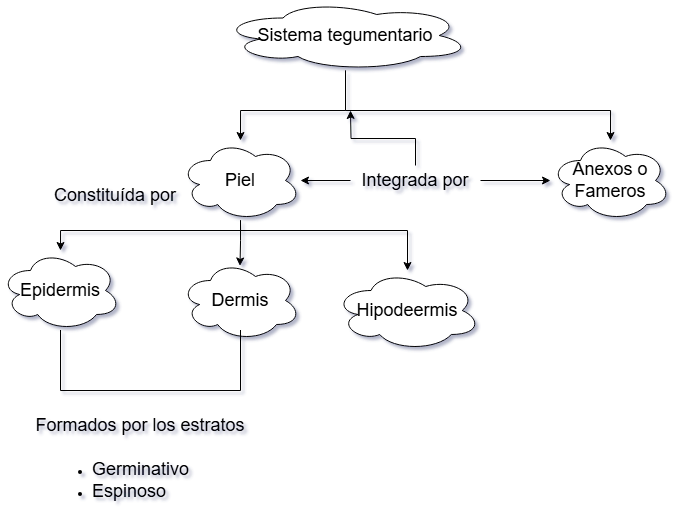 Sistema tegumentario
Piel
Integrada por
Anexos o
Fameros
Constituída por
Epidermis
Dermis
Hipodeermis
Formados por los estratos
• Germinativo
• Espinoso